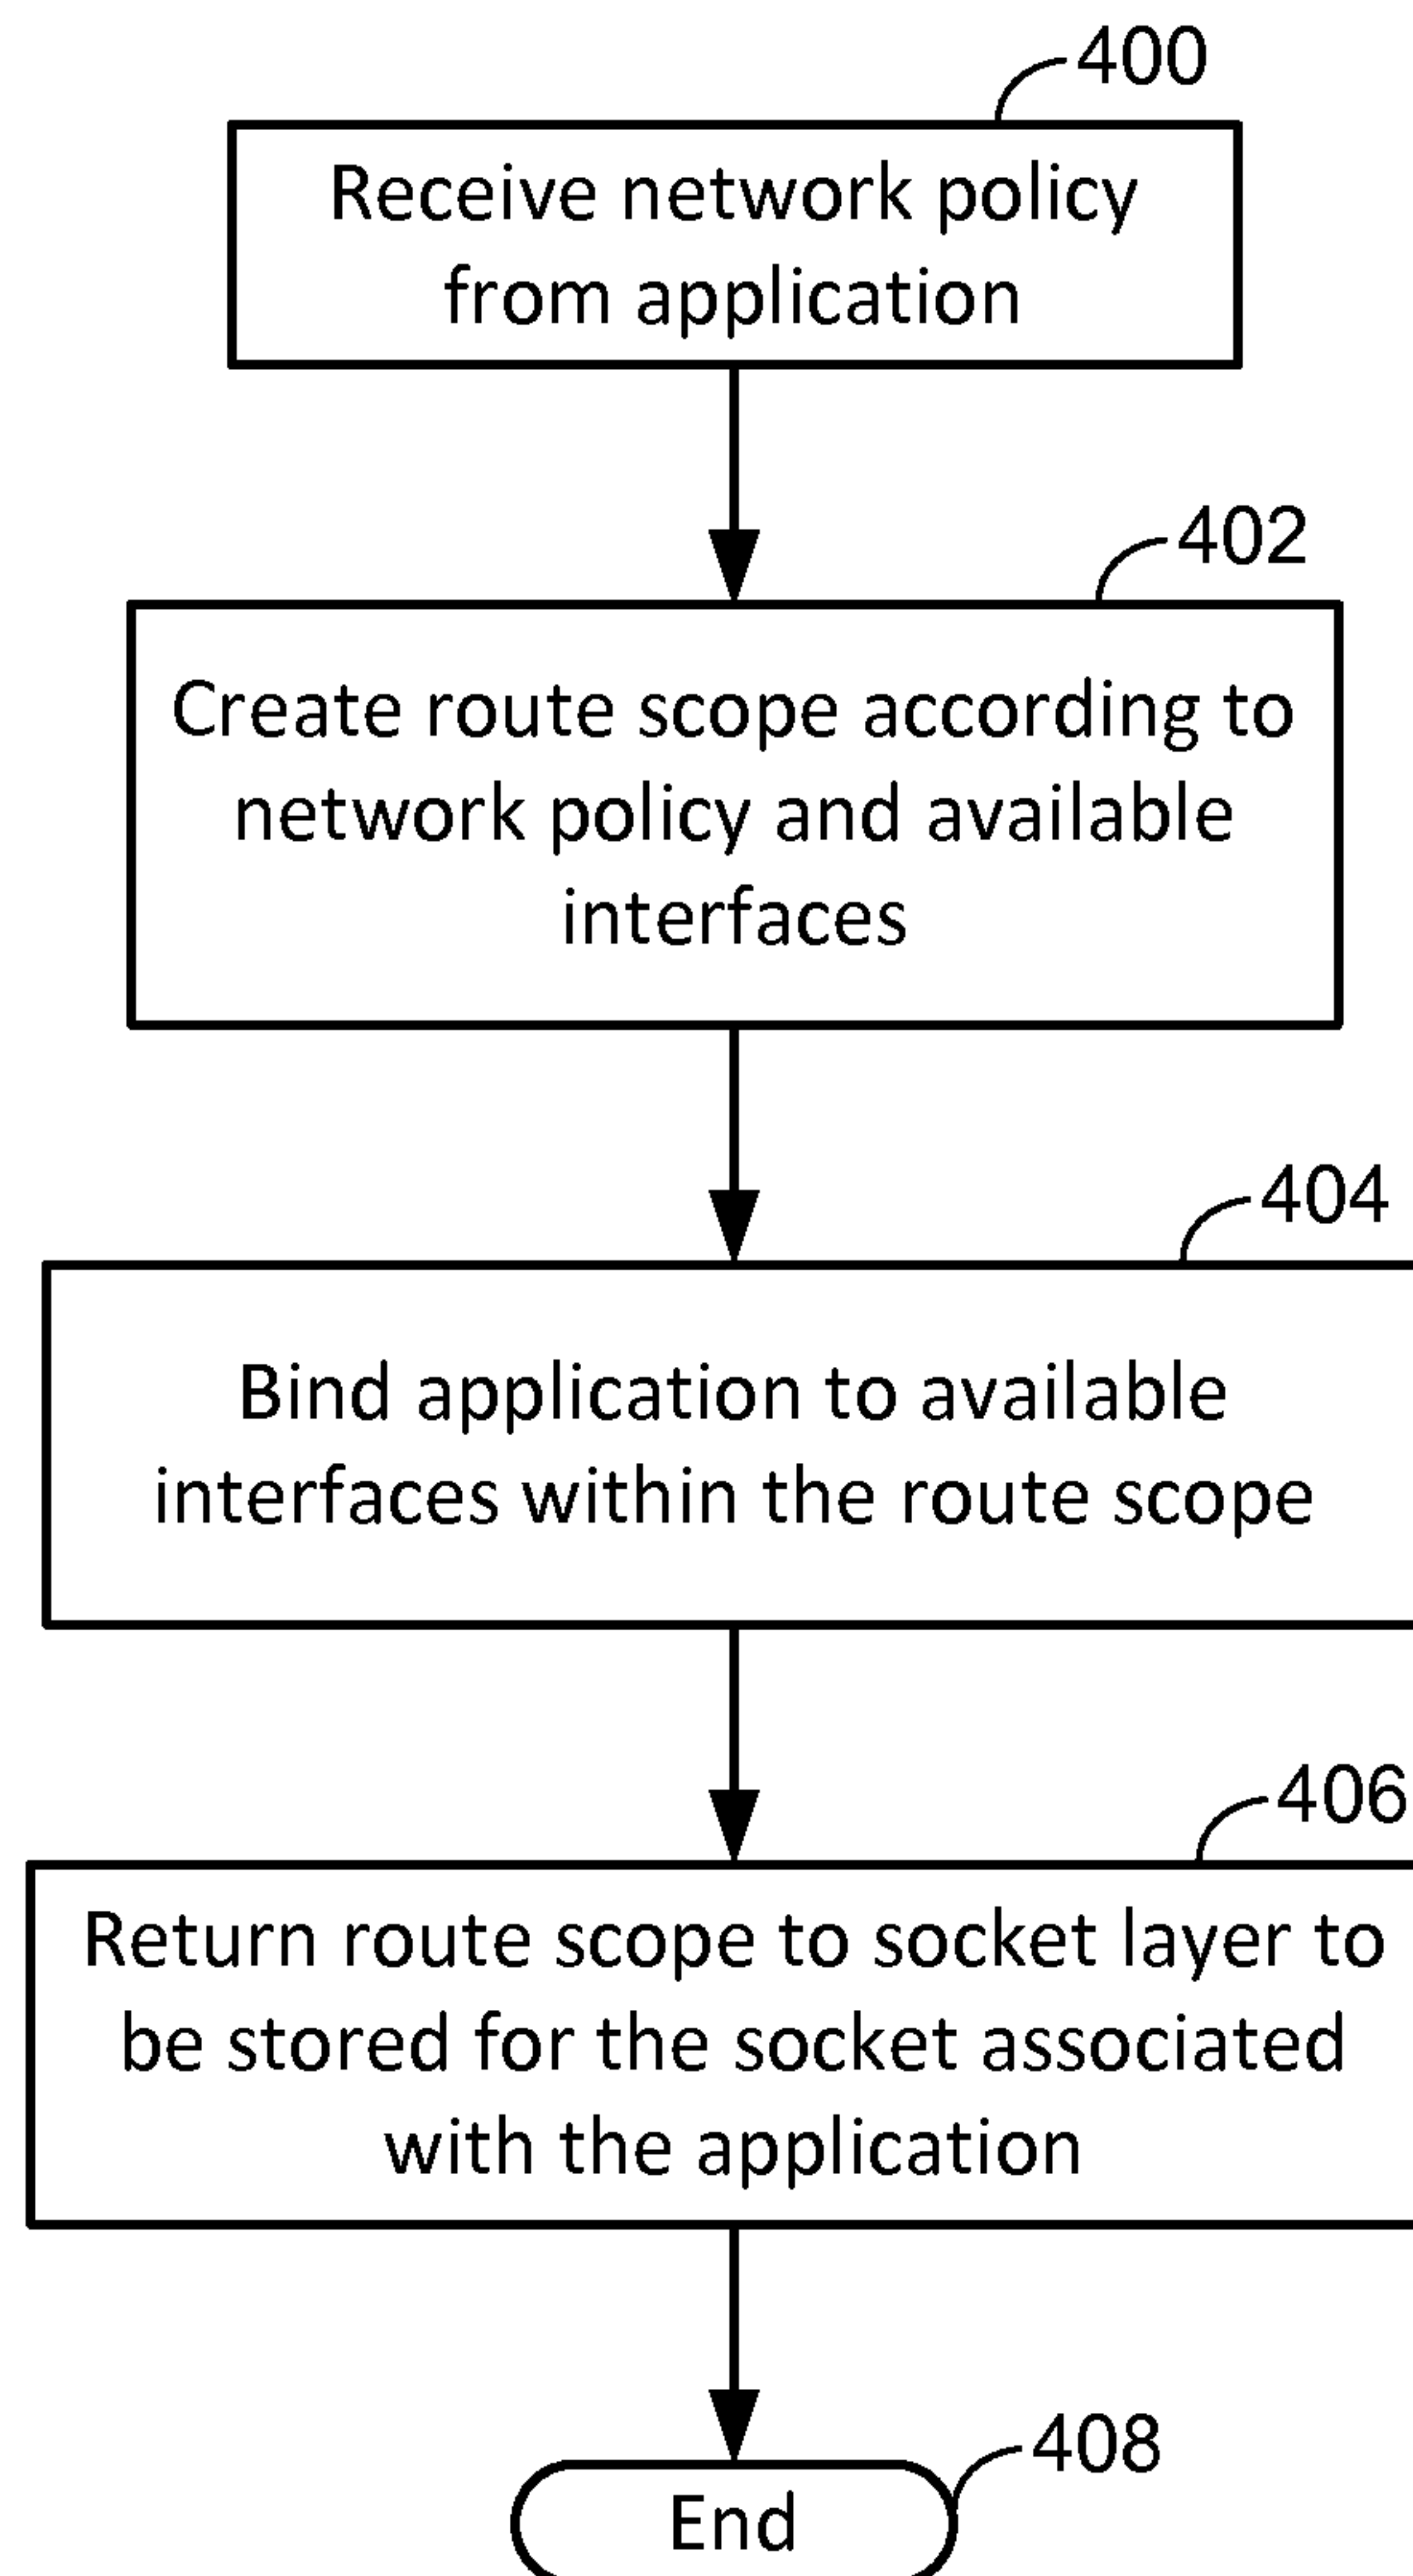 400
Receive network policy
from application
402
Create route scope according to
network policy and available
interfaces
404
Bind application to available
interfaces within the route scope
406
Return route scope to socket layer to
be stored for the socket associated
with the application
408
End